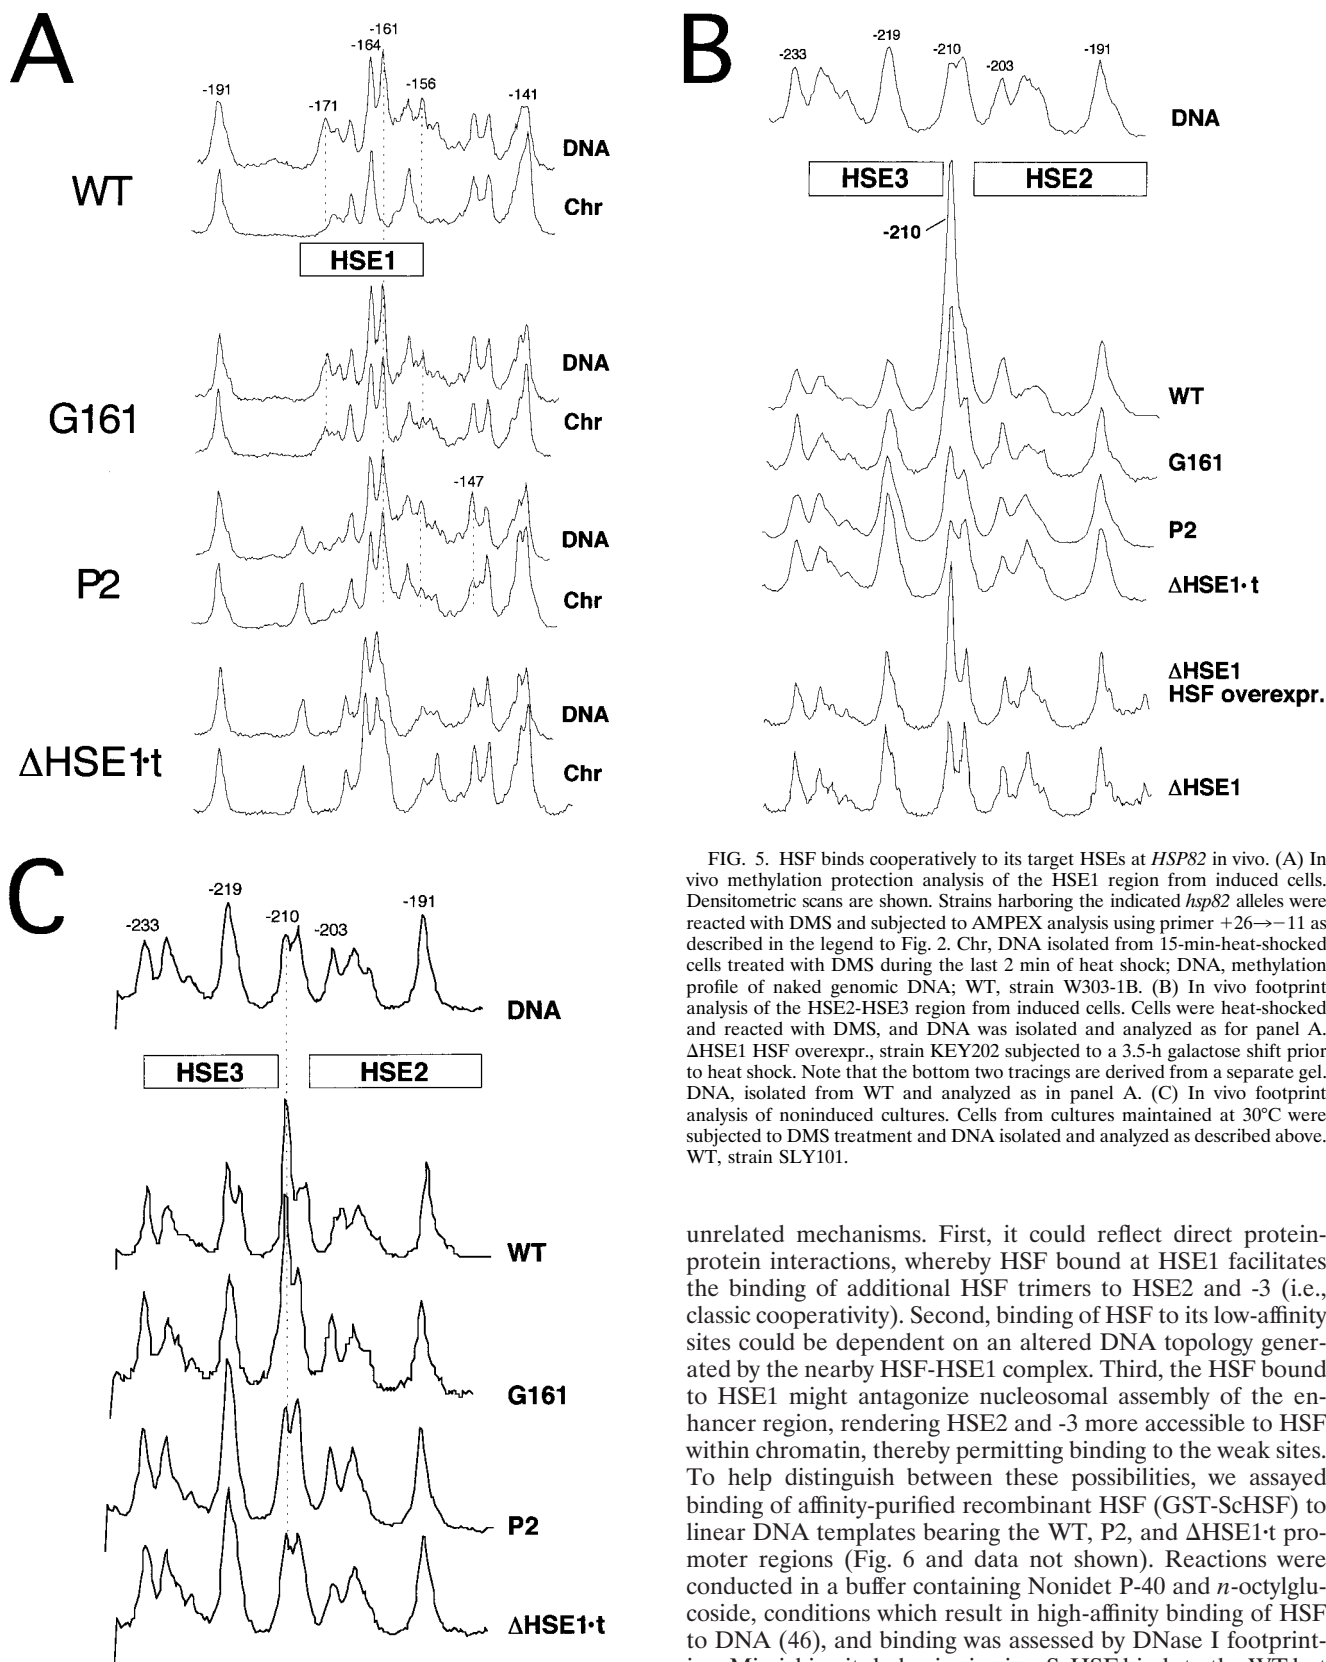 A
-161
-164
-191
-171
-156
-141
DNA
WT
Chr
HSE1
DNA
G161
Chr
-147
DNA
P2
Chr
DNA
ΔHSE1·t
Chr
B
-233
-219
-210
-203
-191
DNA
HSE3
HSE2
-210
WT
G161
P2
ΔHSE1·t
ΔHSE1
HSF overexpr.
ΔHSE1
C
-233
-219
-210
-203
-191
DNA
HSE3
HSE2
WT
G161
P2
ΔHSE1·t
FIG. 5. HSF binds cooperatively to its target HSEs at HSP82 in vivo. (A) In
vivo methylation protection analysis of the HSE1 region from induced cells.
Densitometric scans are shown. Strains harboring the indicated hsp82 alleles were
reacted with DMS and subjected to AMPEX analysis using primer +26→−11 as
described in the legend to Fig. 2. Chr, DNA isolated from 15-min-heat-shocked
cells treated with DMS during the last 2 min of heat shock; DNA, methylation
profile of naked genomic DNA; WT, strain W303-1B. (B) In vivo footprint
analysis of the HSE2-HSE3 region from induced cells. Cells were heat-shocked
and reacted with DMS, and DNA was isolated and analyzed as for panel A.
ΔHSE1 HSF overexpr., strain KEY202 subjected to a 3.5-h galactose shift prior
to heat shock. Note that the bottom two tracings are derived from a separate gel.
DNA, isolated from WT and analyzed as in panel A. (C) In vivo footprint
analysis of noninduced cultures. Cells from cultures maintained at 30°C were
subjected to DMS treatment and DNA isolated and analyzed as described above.
WT, strain SLY101.
unrelated mechanisms. First, it could reflect direct protein-
protein interactions, whereby HSF bound at HSE1 facilitates
the binding of additional HSF trimers to HSE2 and -3 (i.e.,
classic cooperativity). Second, binding of HSF to its low-affinity
sites could be dependent on an altered DNA topology gener-
ated by the nearby HSF-HSE1 complex. Third, the HSF bound
to HSE1 might antagonize nucleosomal assembly of the en-
hancer region, rendering HSE2 and -3 more accessible to HSF
within chromatin, thereby permitting binding to the weak sites.
To help distinguish between these possibilities, we assayed
binding of affinity-purified recombinant HSF (GST-ScHSF) to
linear DNA templates bearing the WT, P2, and ΔHSE1·t pro-
moter regions (Fig. 6 and data not shown). Reactions were
conducted in a buffer containing Nonidet P-40 and n-octylglu-
coside, conditions which result in high-affinity binding of HSF
to DNA (46), and binding was assessed by DNase I footprint-